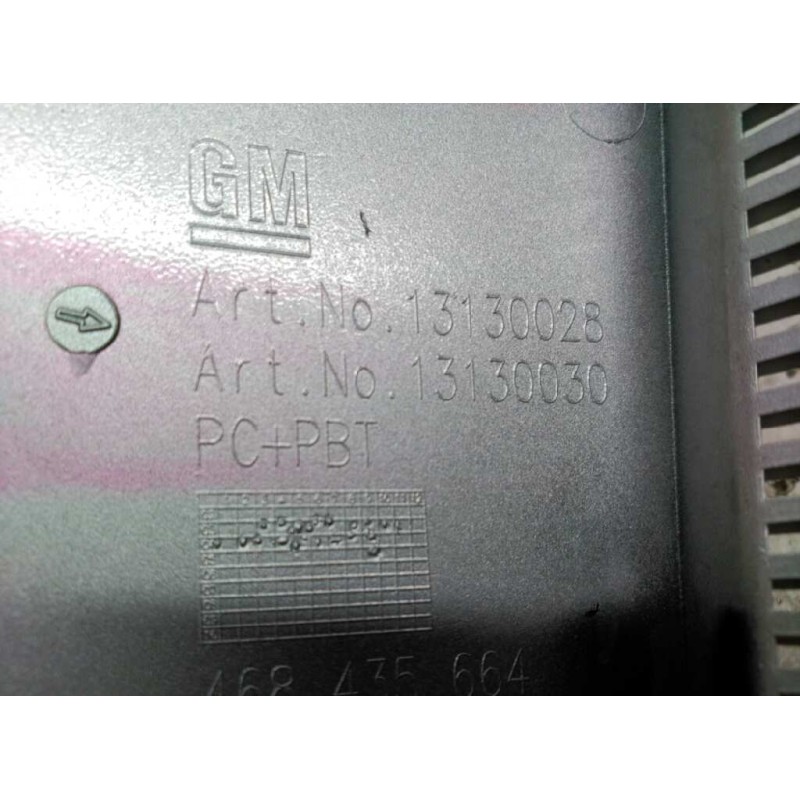 GM
Art.No.13130028
Art.No.13130030
PC+PBT
468 435 664